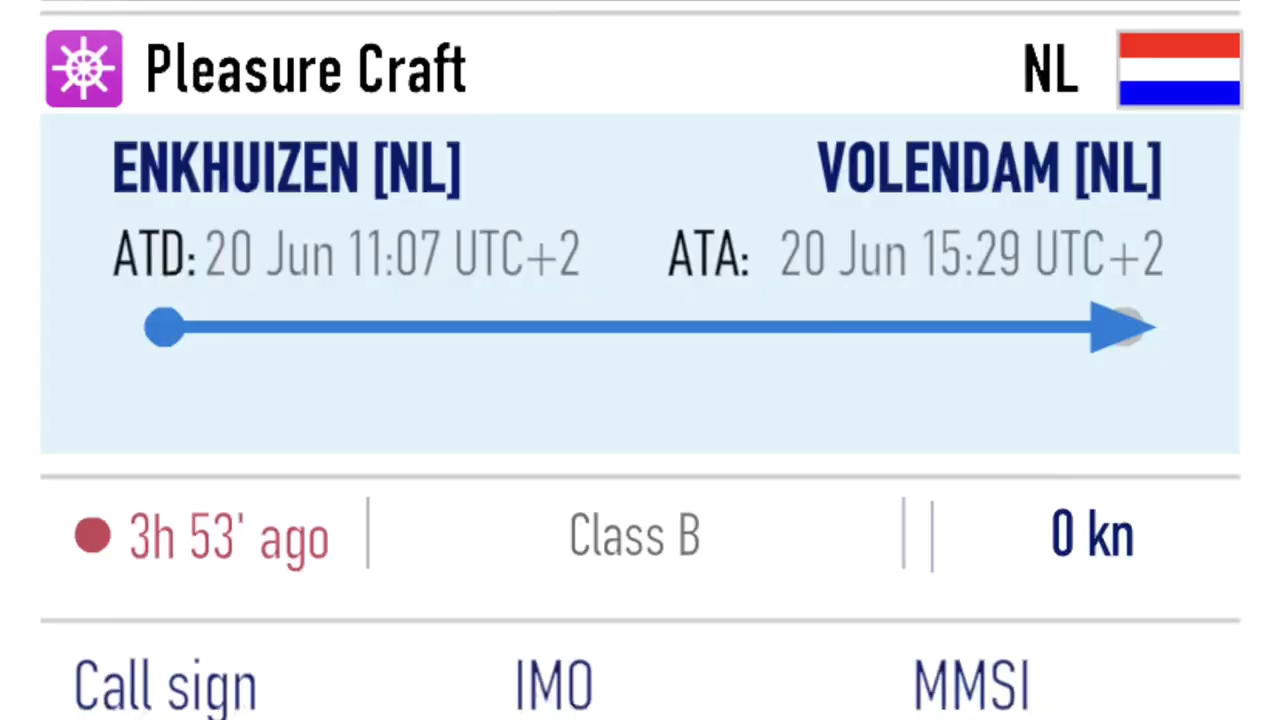 Pleasure Craft NL
ENKHUIZEN [NL] VOLENDAM [NL]
ATD: 20 Jun 11:07 UTC+2 ATA: 20 Jun 15:29 UTC+2
3h 53' ago Class B 0 kn
Call sign IMO MMSI